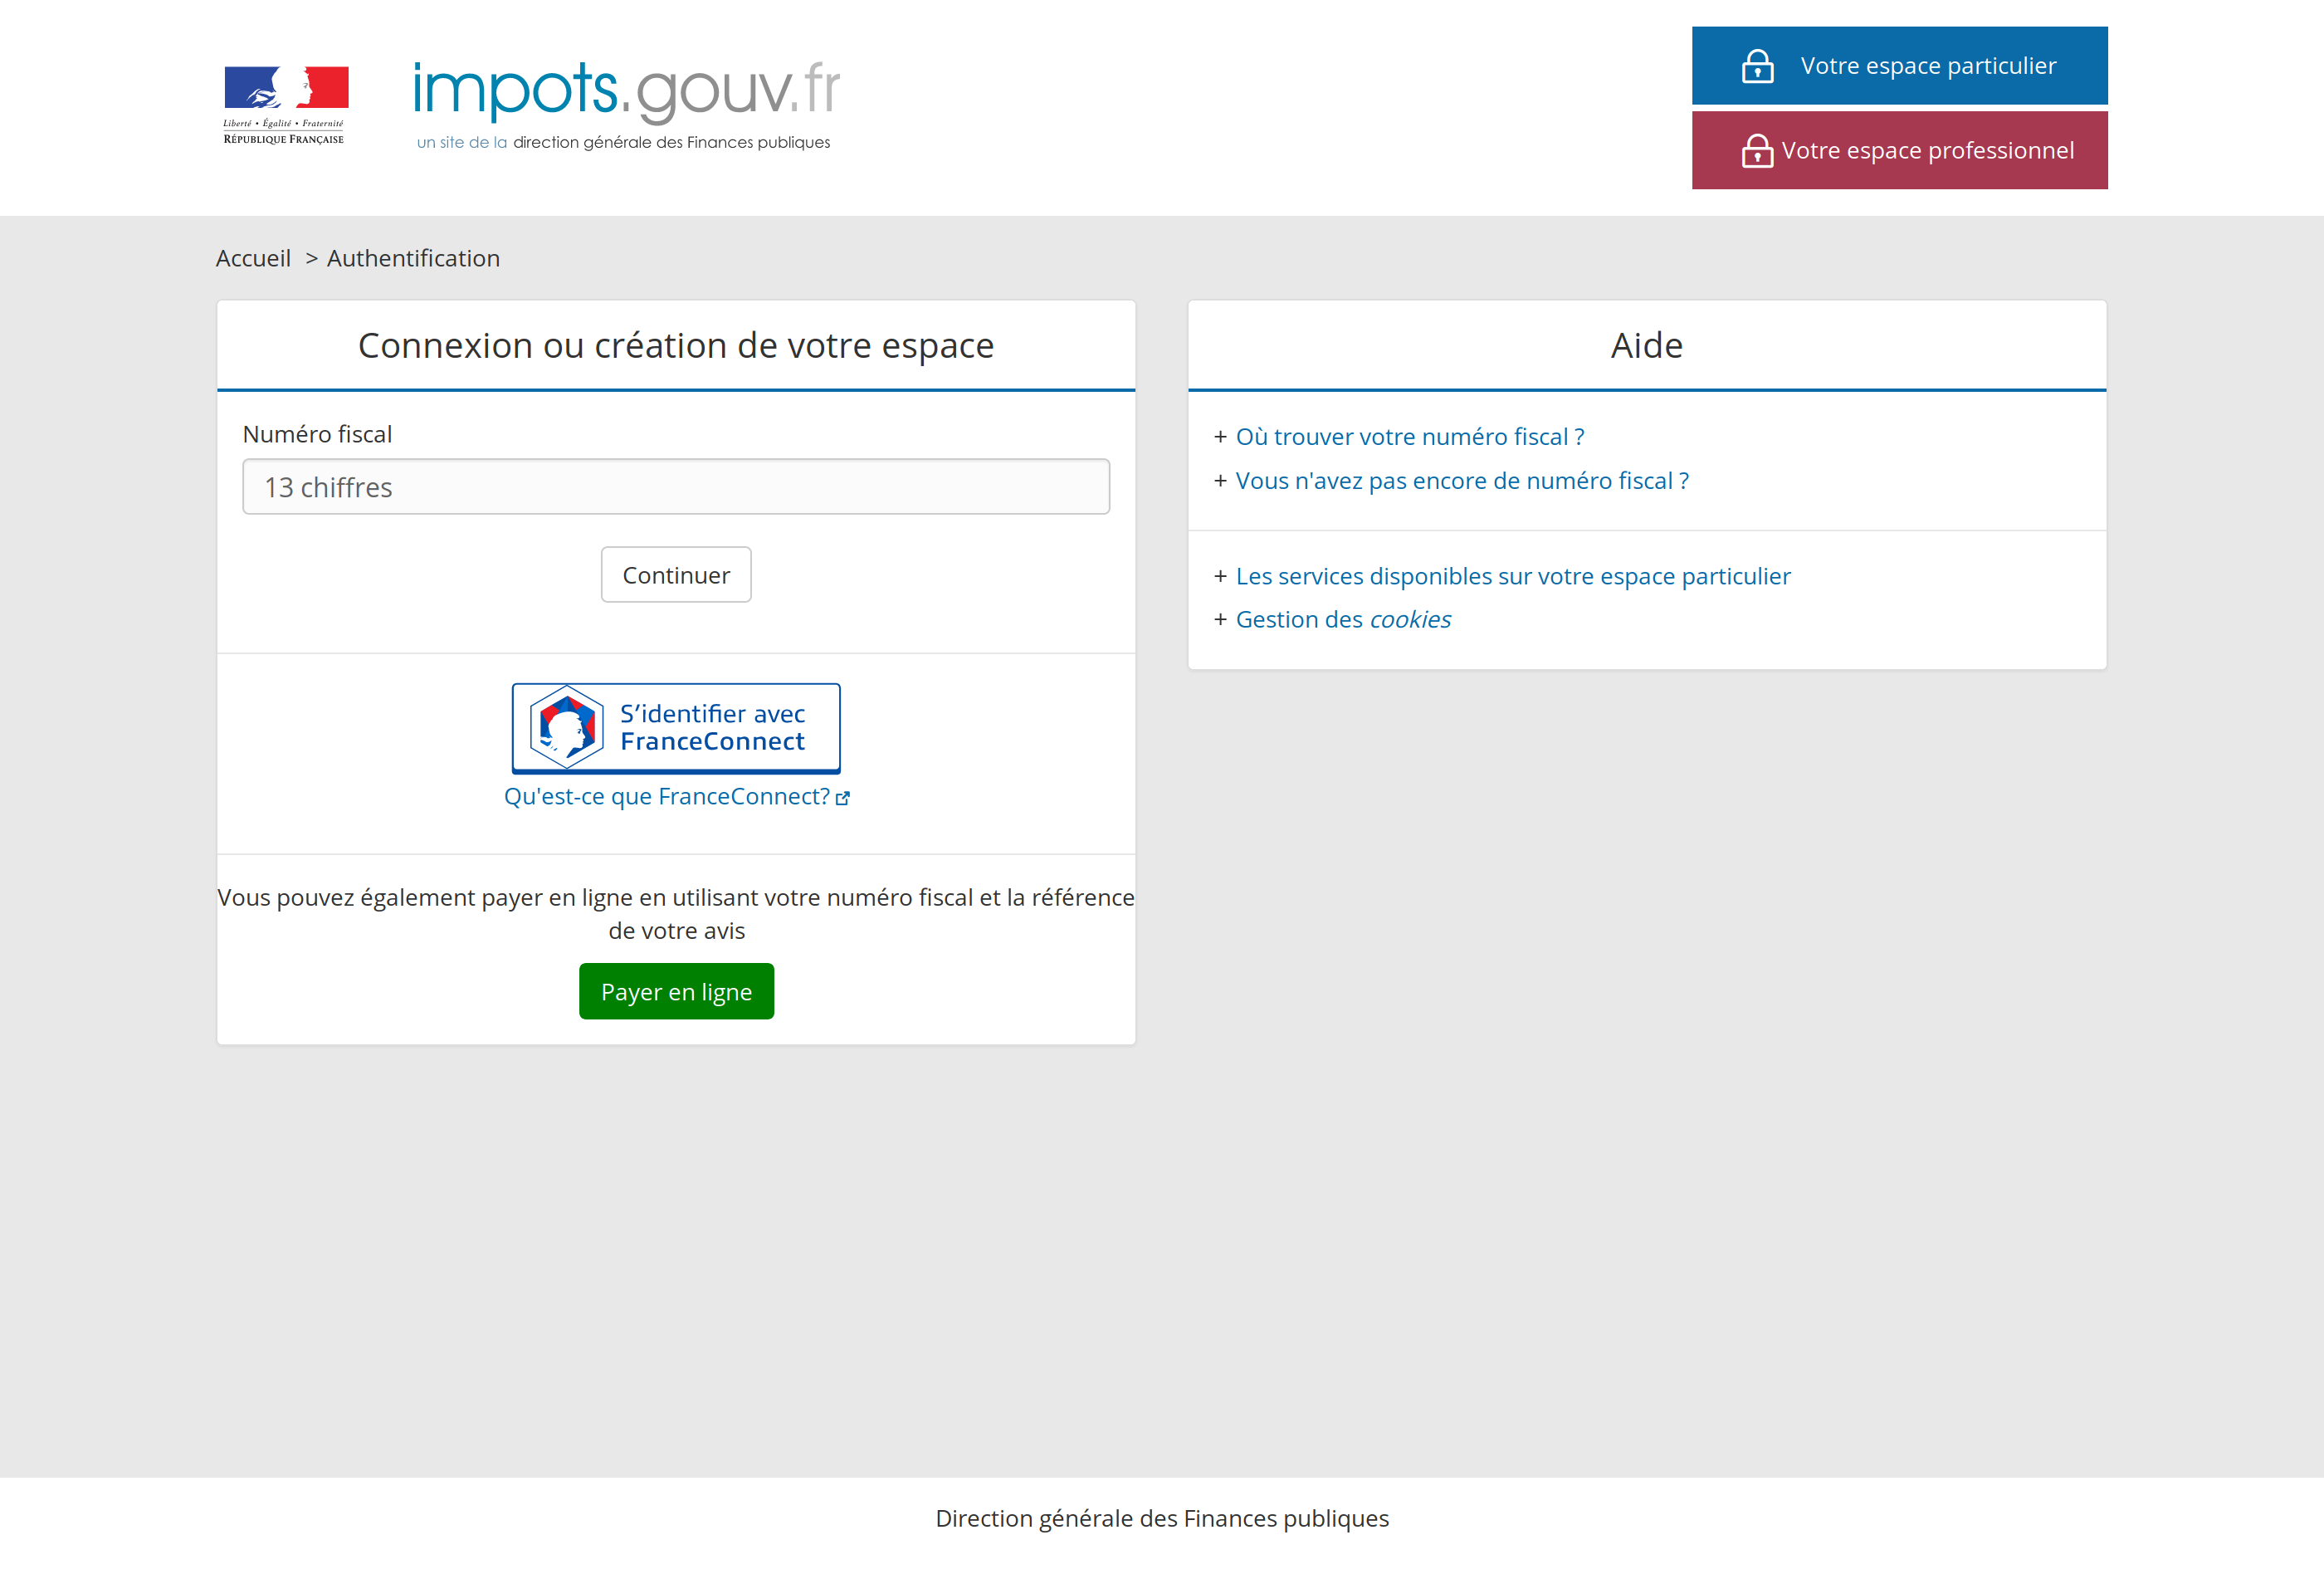 Liberté • Égalité • Fraternité
RÉPUBLIQUE FRANÇAISE
impots.gouv.fr
un site de la direction générale des Finances publiques
Votre espace particulier
Votre espace professionnel
Accueil > Authentification
Connexion ou création de votre espace
Numéro fiscal
13 chiffres
Continuer
S'identifier avec
FranceConnect
Qu'est-ce que FranceConnect?
Vous pouvez également payer en ligne en utilisant votre numéro fiscal et la référence
de votre avis
Payer en ligne
Aide
+ Où trouver votre numéro fiscal ?
+ Vous n'avez pas encore de numéro fiscal ?
+ Les services disponibles sur votre espace particulier
+ Gestion des cookies
Direction générale des Finances publiques